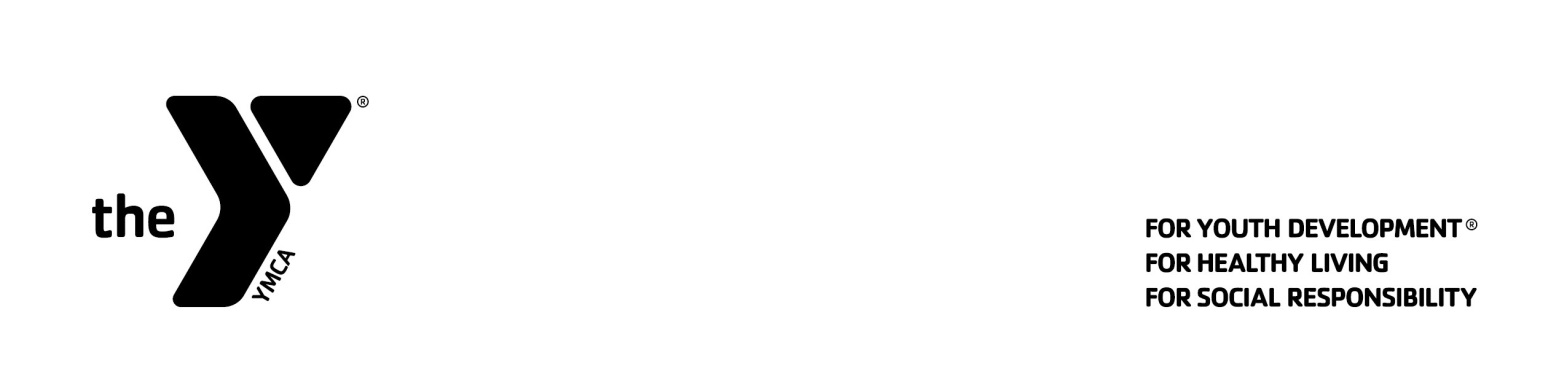 the
Y®
YMCA
FOR YOUTH DEVELOPMENT®
FOR HEALTHY LIVING
FOR SOCIAL RESPONSIBILITY